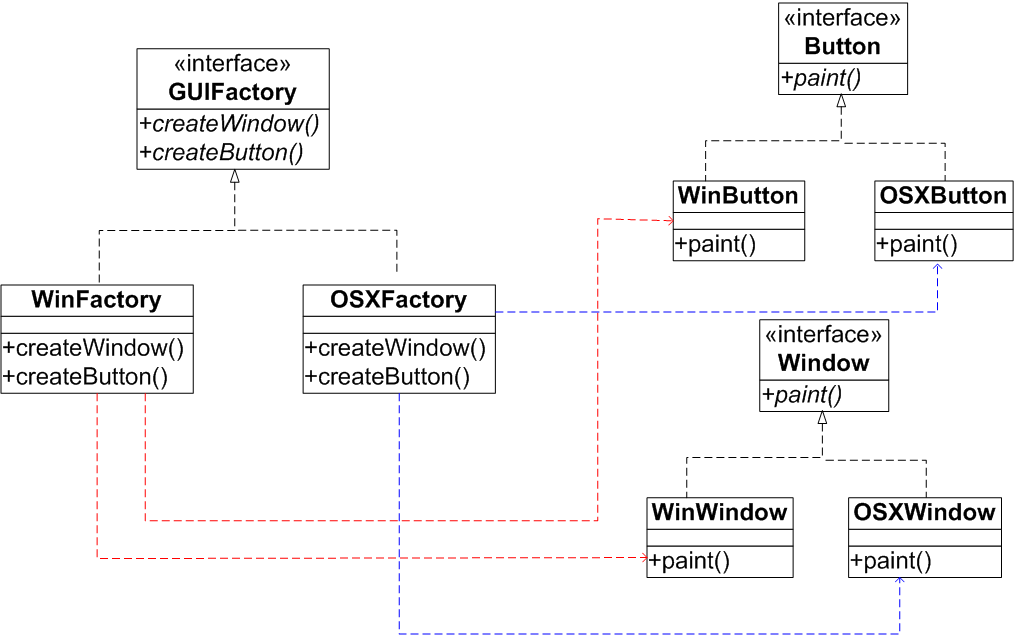 «interface»
GUIFactory
+createWindow()
+createButton()
WinFactory
+createWindow()
+createButton()
OSXFactory
+createWindow()
+createButton()
«interface»
Button
+paint()
WinButton
+paint()
OSXButton
+paint()
«interface»
Window
+paint()
WinWindow
+paint()
OSXWindow
+paint()